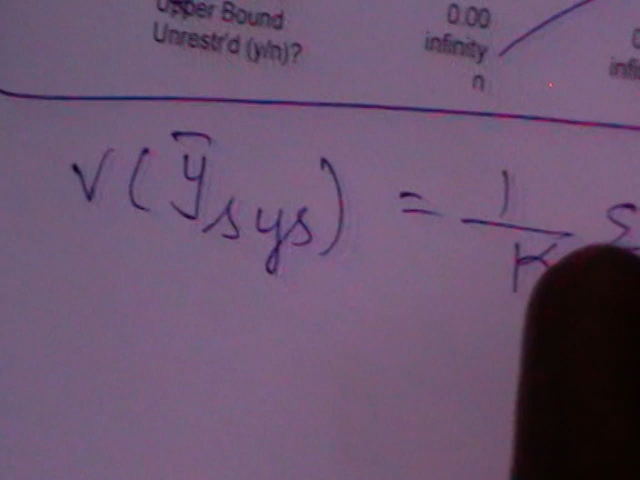 Upper Bound 0.00
Unrestr'd (y/n)? infinity
n
V(ȳsys) = 1/K Σ